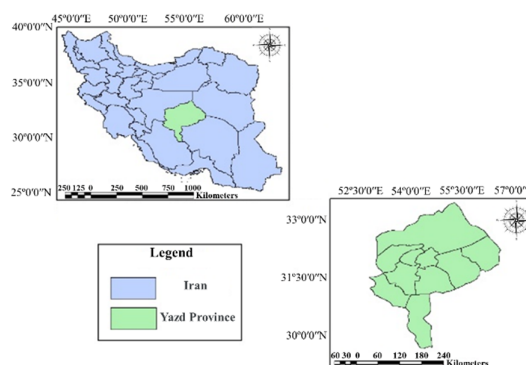 45°0'0"E 50°0'0"E 55°0'0"E 60°0'0"E
40°0'0"N
35°0'0"N
30°0'0"N
25°0'0"N
250 125 0 250 500 750 1000
Kilometers
Legend
Iran
Yazd Province
52°30'0"E 54°0'0"E 55°30'0"E 57°0'0"E
33°0'0"N
31°30'0"N
30°0'0"N
60 30 0 60 120 180 240
Kilometers